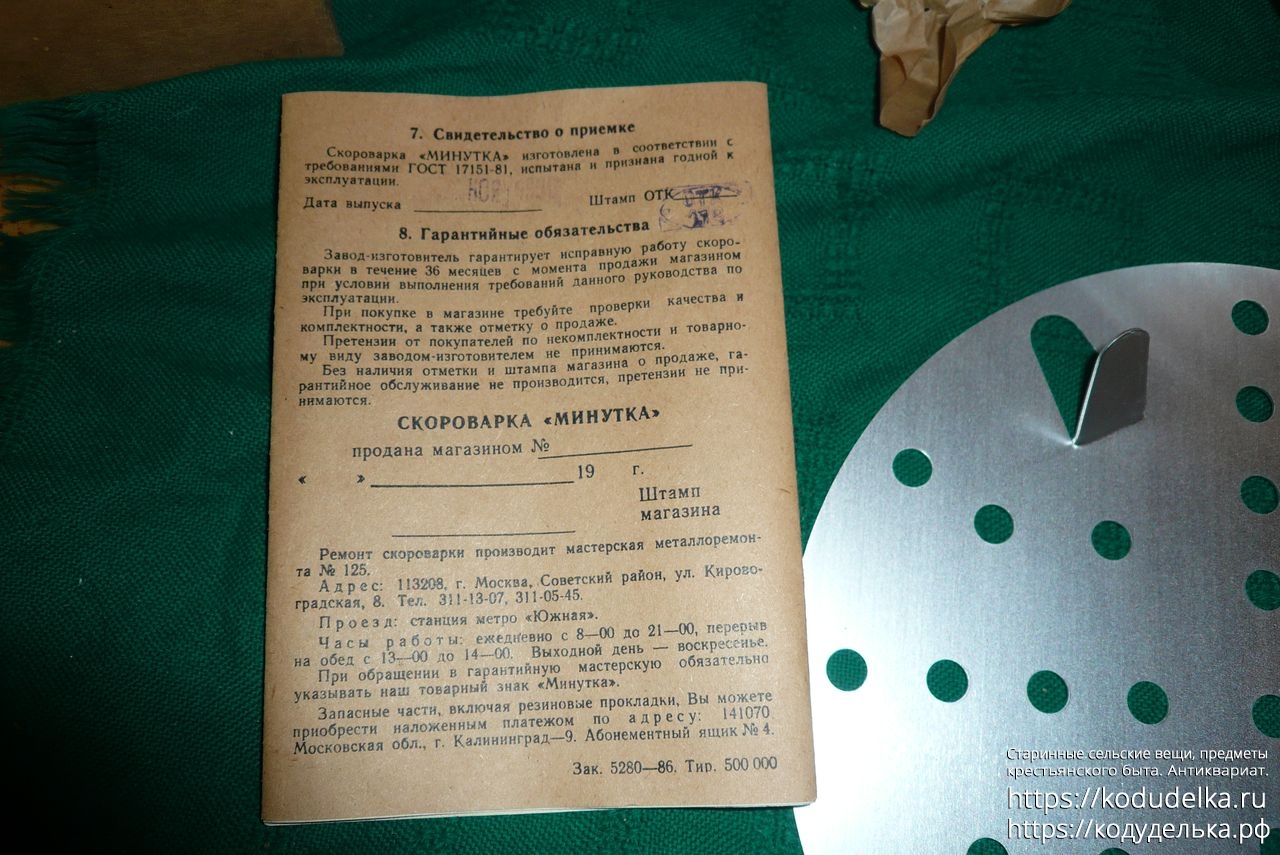 7. Свидетельство о приемке
Скороварка «МИНУТКА» изготовлена в соответствии с
требованиями ГОСТ 17151-81, испытана и признана годной к
эксплуатации.
Дата выпуска Штамп ОТК
ОТК
8. Гарантийные обязательства
Завод-изготовитель гарантирует исправную работу скоро-
варки в течение 36 месяцев с момента продажи магазином
при условии выполнения требований данного руководства по
эксплуатации.
При покупке в магазине требуйте проверки качества и
комплектности, а также отметку о продаже.
Претензии от покупателей по некомплектности и товарно-
му виду заводом-изготовителем не принимаются.
Без наличия отметки и штампа магазина о продаже, га-
рантийное обслуживание не производится, претензии не при-
нимаются.
СКОРОВАРКА «МИНУТКА»
продана магазином №
« » 19 г.
Штамп
магазина
Ремонт скороварки производит мастерская металлоремон-
та № 125.
Адрес: 113208, г. Москва, Советский район, ул. Кирово-
градская, 8. Тел. 311-13-07, 311-05-45.
Проезд: станция метро «Южная».
Часы работы: ежедневно с 8—00 до 21—00, перерыв
на обед с 13—00 до 14—00. Выходной день — воскресенье.
При обращении в гарантийную мастерскую обязательно
указывать наш товарный знак «Минутка».
Запасные части, включая резиновые прокладки, Вы можете
приобрести наложенным платежом по адресу: 141070
Московская обл., г. Калининград—9. Абонементный ящик № 4.
Зак. 5280—86. Тир. 500 000
Старинные сельские вещи, предметы
крестьянского быта. Антиквариат.
https://kodudelka.ru
https://кодуделька.рф